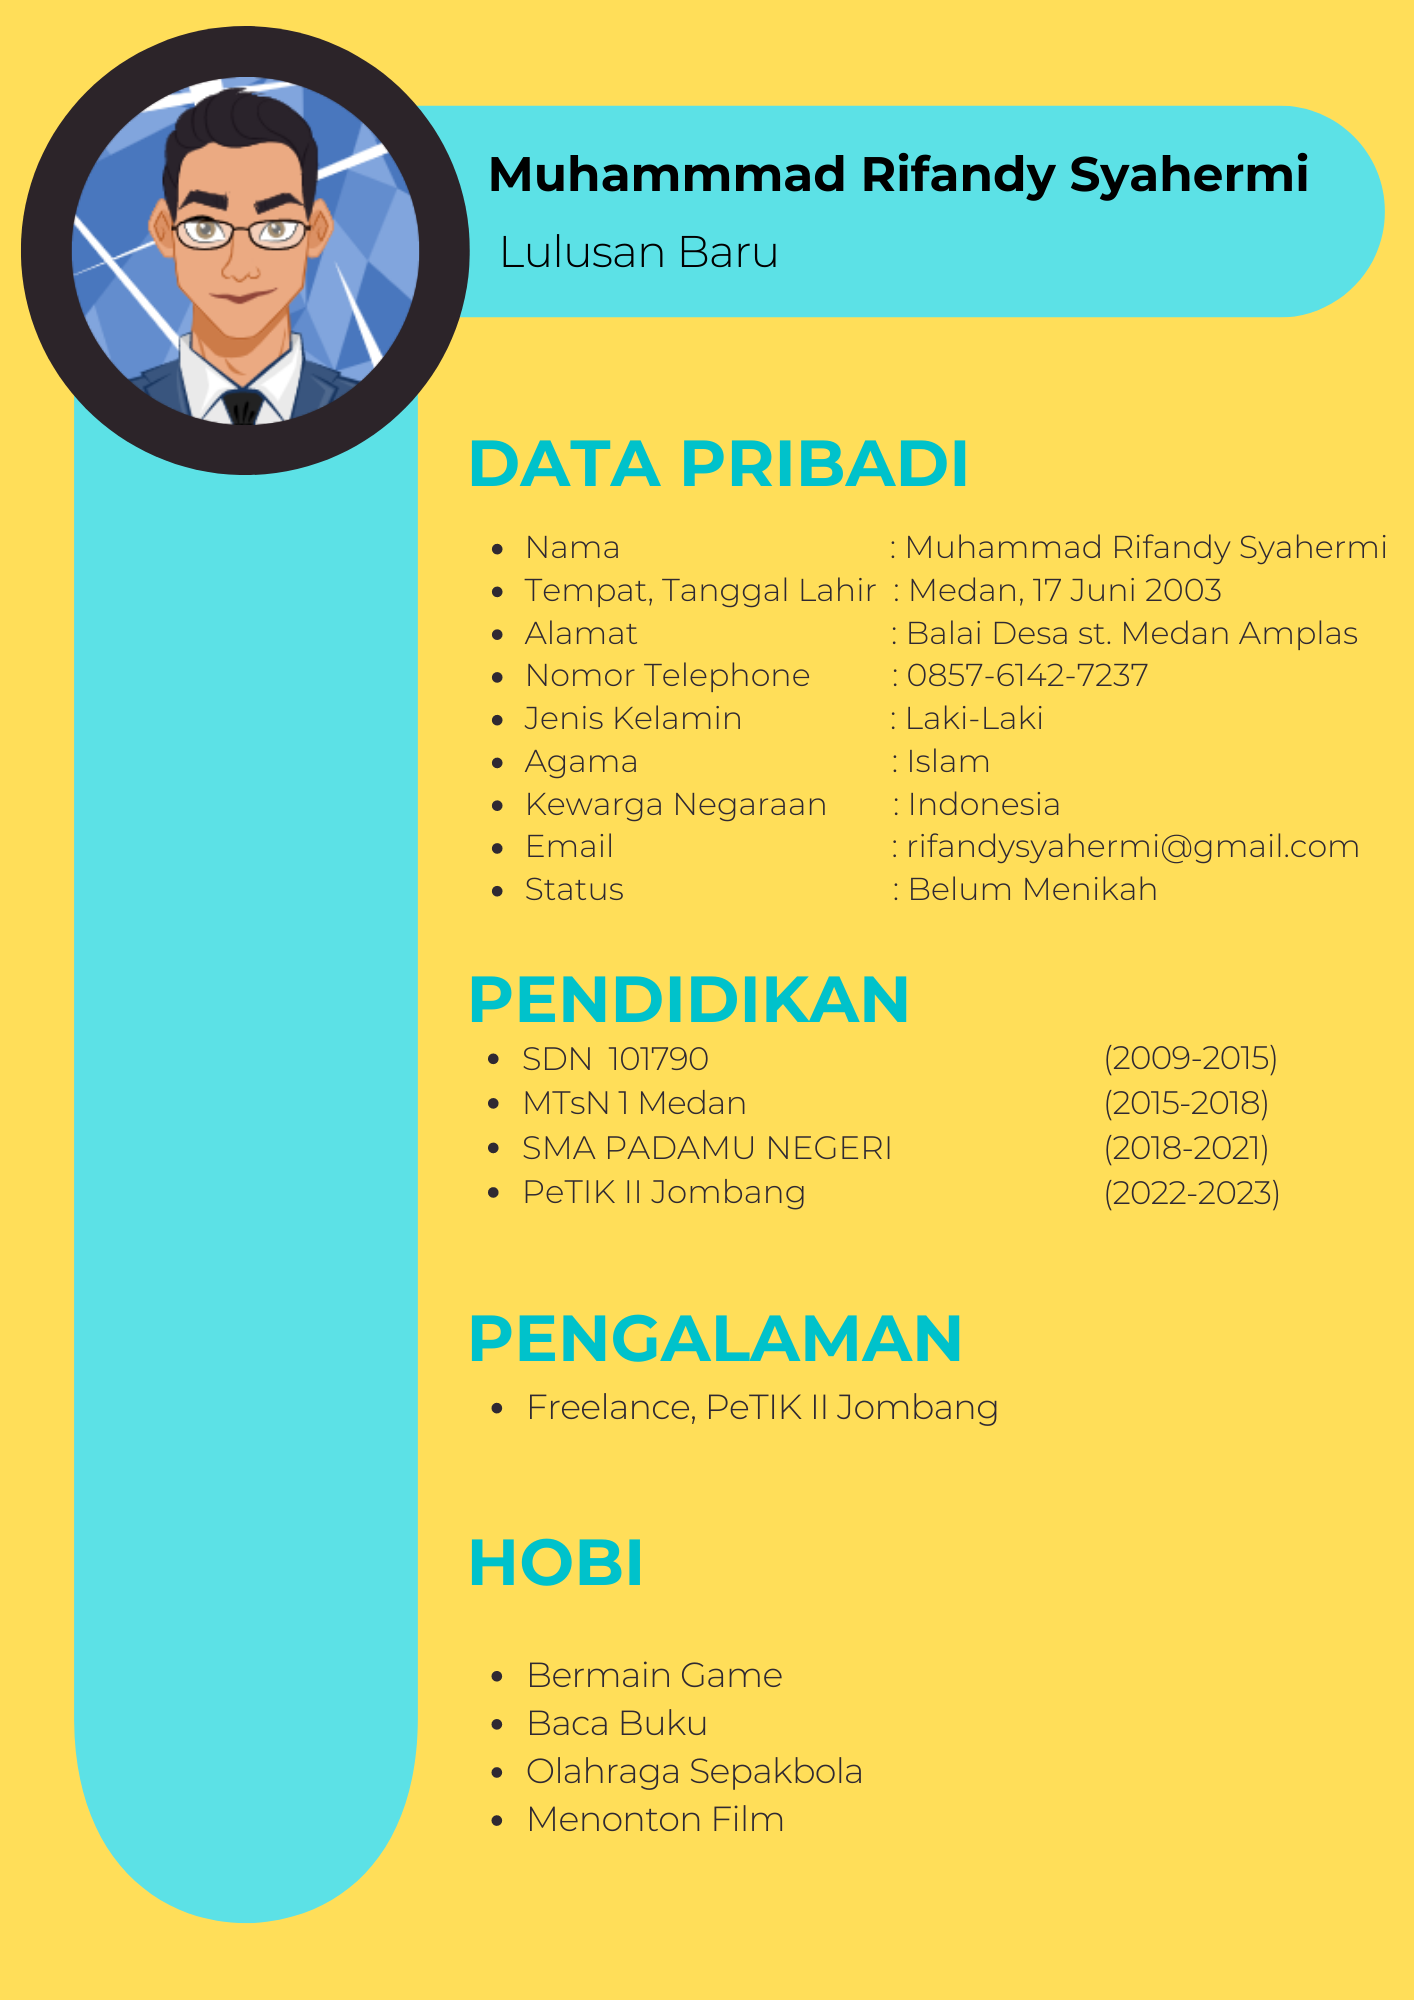 Muhammmad Rifandy Syahermi
Lulusan Baru
DATA PRIBADI
• Nama : Muhammad Rifandy Syahermi
• Tempat, Tanggal Lahir : Medan, 17 Juni 2003
• Alamat : Balai Desa st. Medan Amplas
• Nomor Telephone : 0857-6142-7237
• Jenis Kelamin : Laki-Laki
• Agama : Islam
• Kewarga Negaraan : Indonesia
• Email : rifandysyahermi@gmail.com
• Status : Belum Menikah
PENDIDIKAN
• SDN 101790 (2009-2015)
• MTsN 1 Medan (2015-2018)
• SMA PADAMU NEGERI (2018-2021)
• PeTIK II Jombang (2022-2023)
PENGALAMAN
• Freelance, PeTIK II Jombang
HOBI
• Bermain Game
• Baca Buku
• Olahraga Sepakbola
• Menonton Film